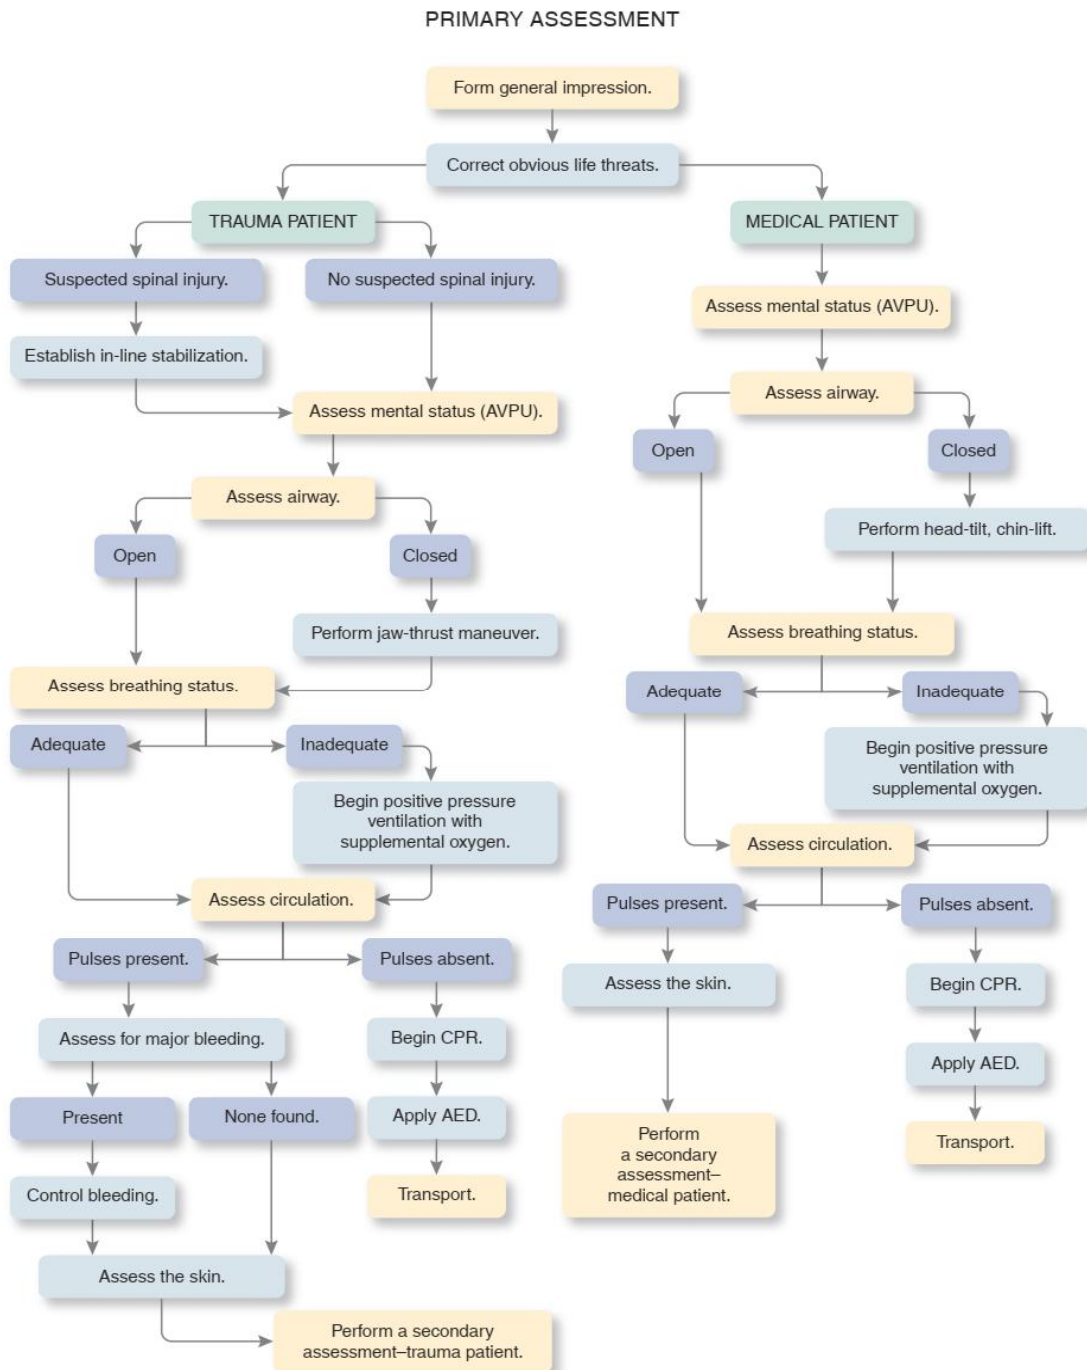 PRIMARY ASSESSMENT
Form general impression.
Correct obvious life threats.
TRAUMA PATIENT
Suspected spinal injury.
No suspected spinal injury.
Establish in-line stabilization.
Assess mental status (AVPU).
Assess airway.
Open
Closed
Perform jaw-thrust maneuver.
Assess breathing status.
Adequate
Inadequate
Begin positive pressure
ventilation with
supplemental oxygen.
Assess circulation.
Pulses present.
Pulses absent.
Assess for major bleeding.
Begin CPR.
Present
None found.
Apply AED.
Control bleeding.
Transport.
Assess the skin.
Perform a secondary
assessment–trauma patient.
MEDICAL PATIENT
Assess mental status (AVPU).
Assess airway.
Open
Closed
Perform head-tilt, chin-lift.
Assess breathing status.
Adequate
Inadequate
Begin positive pressure
ventilation with
supplemental oxygen.
Assess circulation.
Pulses present.
Pulses absent.
Assess the skin.
Begin CPR.
Apply AED.
Perform
a secondary
assessment–
medical patient.
Transport.